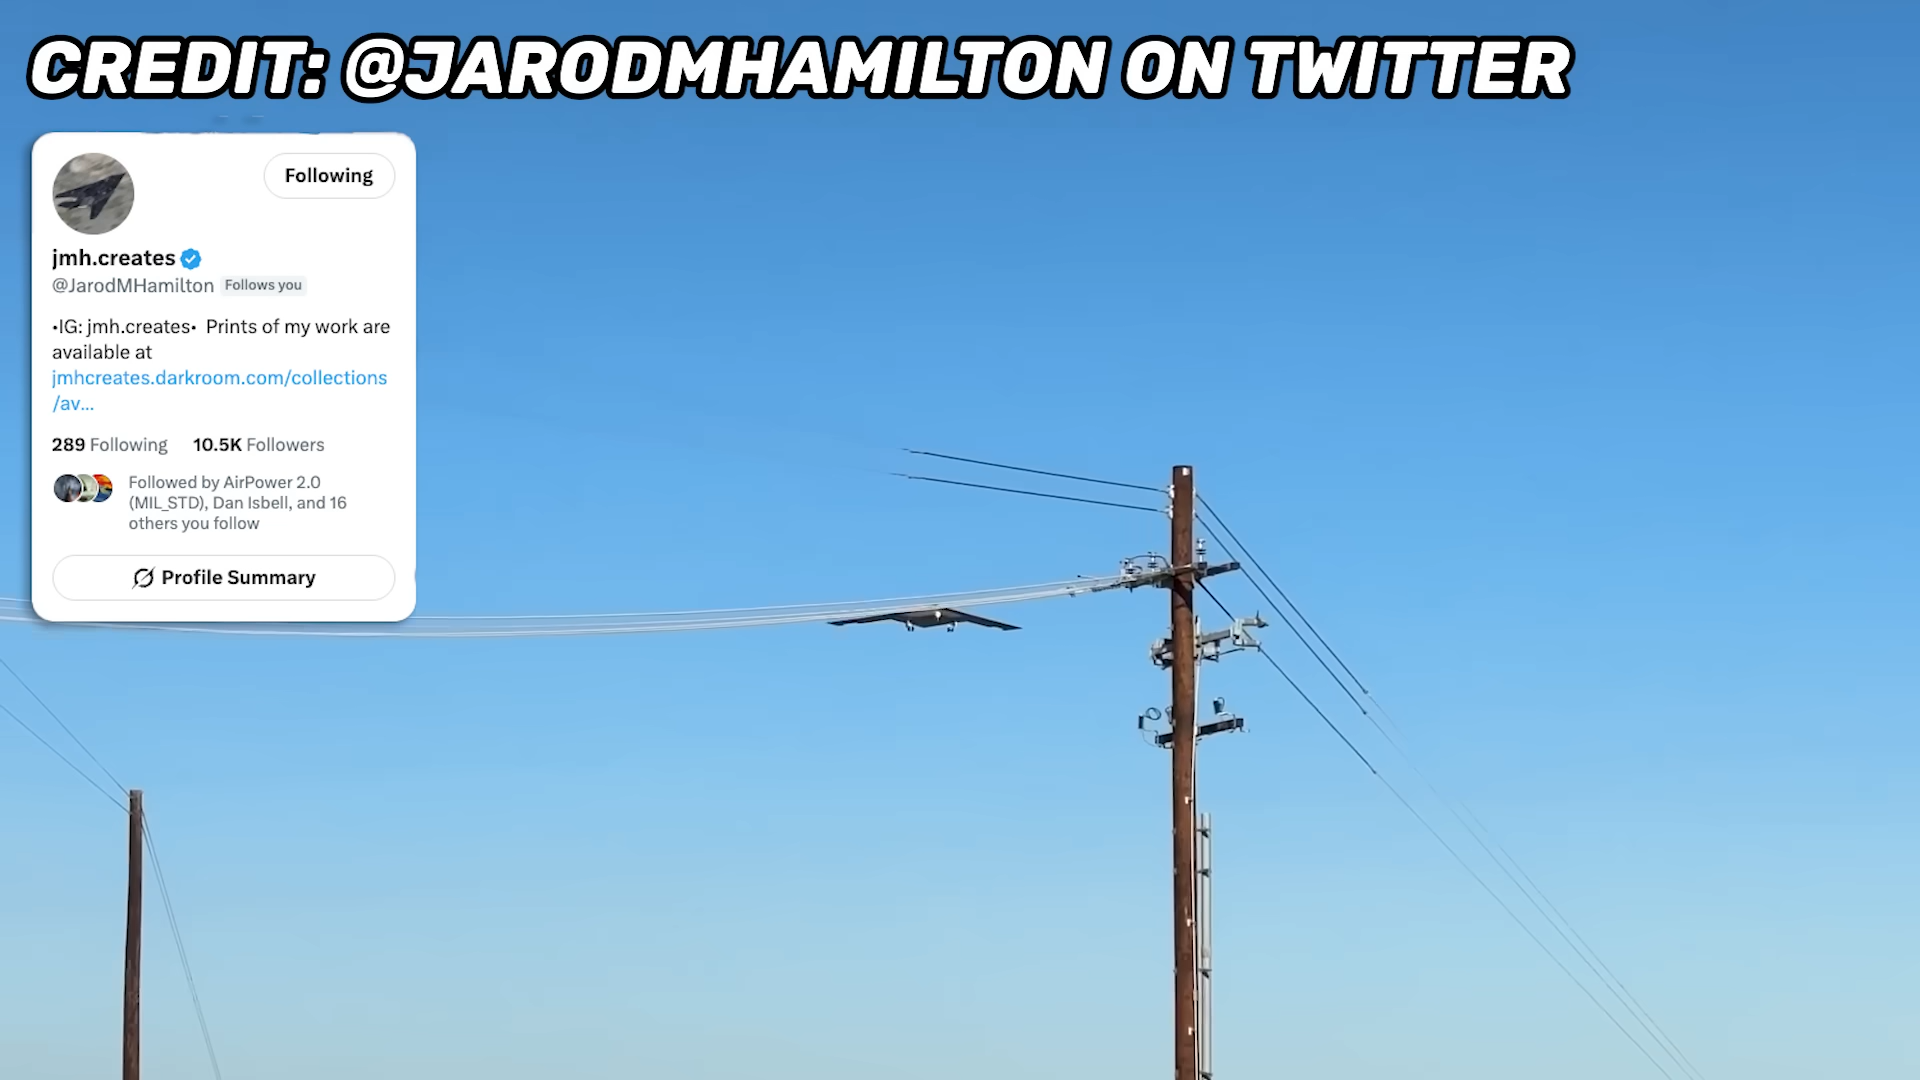 CREDIT: @JARODMHAMILTON ON TWITTER
Following
jmh.creates
@JarodMHamilton Follows you
•IG: jmh.creates• Prints of my work are
available at
jmhcreates.darkroom.com/collections
/av...
289 Following 10.5K Followers
Followed by AirPower 2.0
(MIL_STD), Dan Isbell, and 16
others you follow
Profile Summary